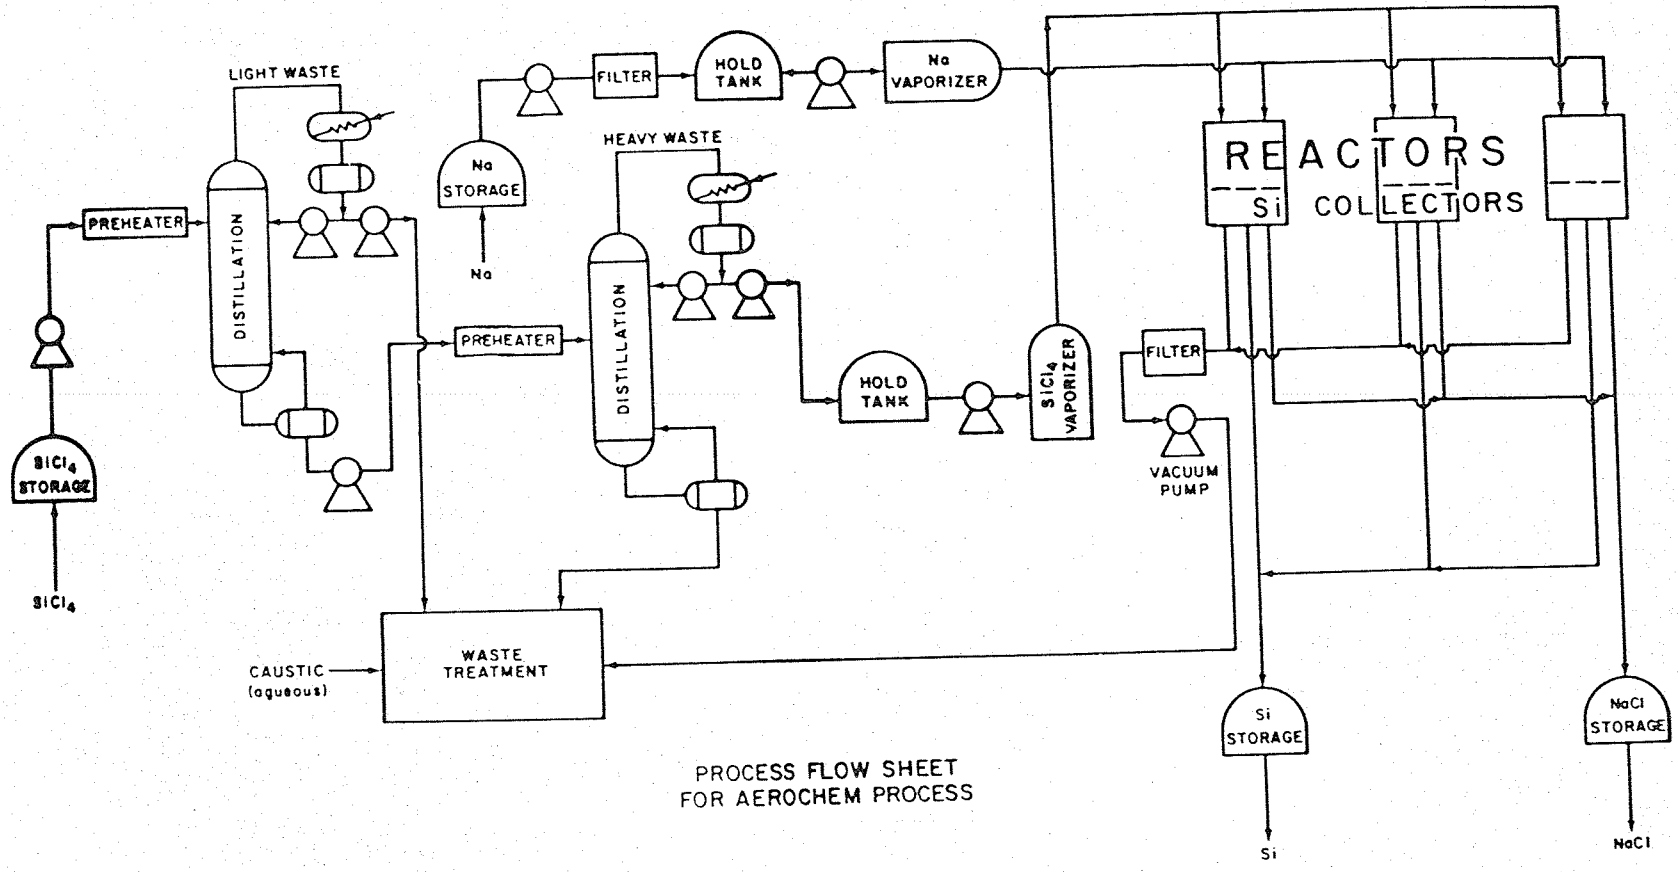 LIGHT WASTE
FILTER
HOLD
TANK
Na
VAPORIZER
Na
STORAGE
Na
HEAVY WASTE
REACTORS
Si COLLECTORS
PREHEATER
DISTILLATION
PREHEATER
DISTILLATION
HOLD
TANK
SiCl4
VAPORIZER
FILTER
VACUUM
PUMP
SiCl4
STORAGE
SiCl4
CAUSTIC
(aqueous)
WASTE
TREATMENT
Si
STORAGE
NaCl
STORAGE
Si
NaCl
PROCESS FLOW SHEET
FOR AEROCHEM PROCESS